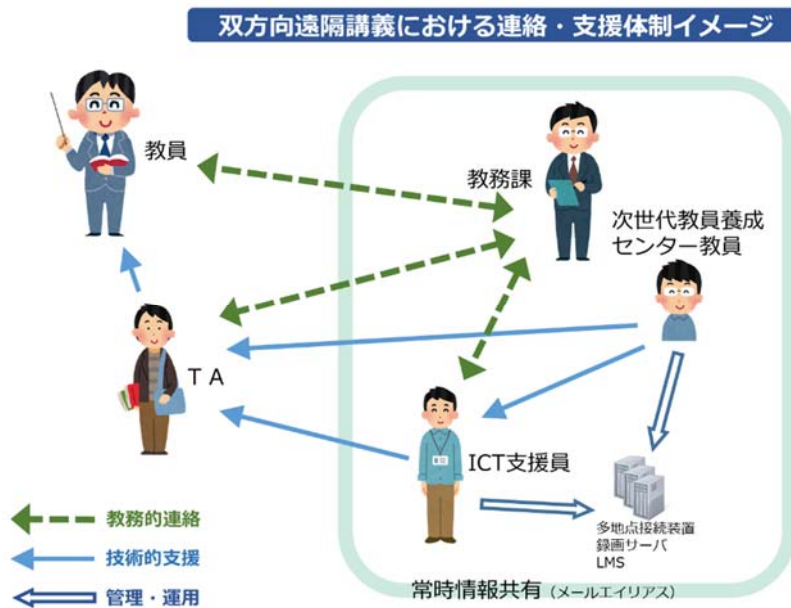 双方向遠隔講義における連絡・支援体制イメージ
教員
教務課
次世代教員養成
センター教員
ＴＡ
ICT支援員
多地点接続装置
録画サーバ
LMS
教務的連絡
技術的支援
管理・運用
常時情報共有（メールエイリアス）